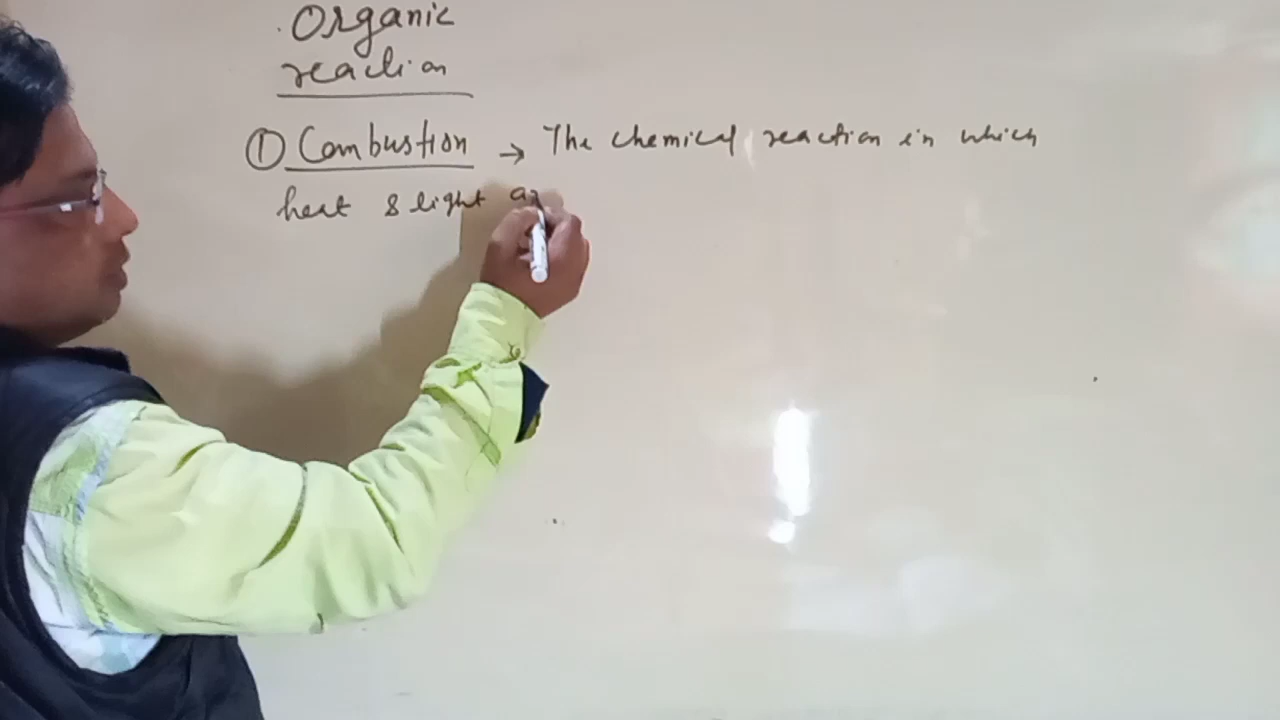 Organic
reaction
① Combustion → The chemical reaction in which
heat & light